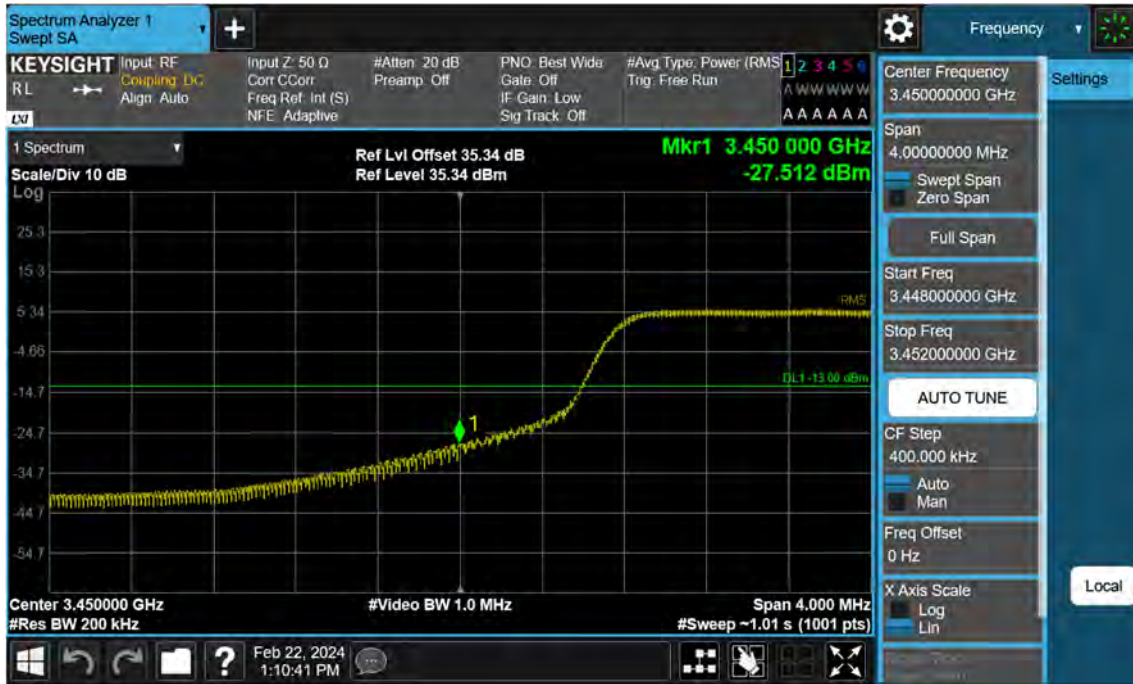 Spectrum Analyzer 1
Swept SA
+
Frequency
KEYSIGHT
RL
LXI
Input: RF
Coupling: DC
Align: Auto
Input Z: 50 Ω
Corr CCorr
Freq Ref: Int (S)
NFE: Adaptive
#Atten: 20 dB
Preamp: Off
PNO: Best Wide
Gate: Off
IF Gain: Low
Sig Track: Off
#Avg Type: Power (RMS
Trig: Free Run
1 2 3 4 5 6
A W W W W W
A A A A A A
1 Spectrum
Scale/Div 10 dB
Ref Lvl Offset 35.34 dB
Ref Level 35.34 dBm
Mkr1 3.450 000 GHz
-27.512 dBm
Log
25.3
15.3
5.34
-4.66
-14.7
-24.7
-34.7
-44.7
-54.7
RMS
DL1 -13.00 dBm
1
Center 3.450000 GHz
#Res BW 200 kHz
#Video BW 1.0 MHz
Span 4.000 MHz
#Sweep ~1.01 s (1001 pts)
?
Feb 22, 2024
1:10:41 PM
Center Frequency
3.450000000 GHz
Span
4.00000000 MHz
Swept Span
Zero Span
Full Span
Start Freq
3.448000000 GHz
Stop Freq
3.452000000 GHz
AUTO TUNE
CF Step
400.000 kHz
Auto
Man
Freq Offset
0 Hz
X Axis Scale
Log
Lin
Settings
Local